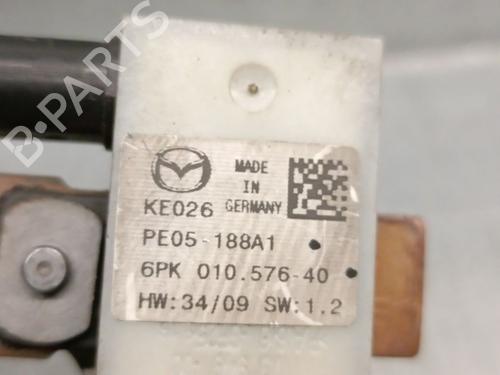 B-PARTS
MADE
IN
GERMANY
KE026
PE05-188A1
6PK 010.576-40
HW:34/09 SW:1.2